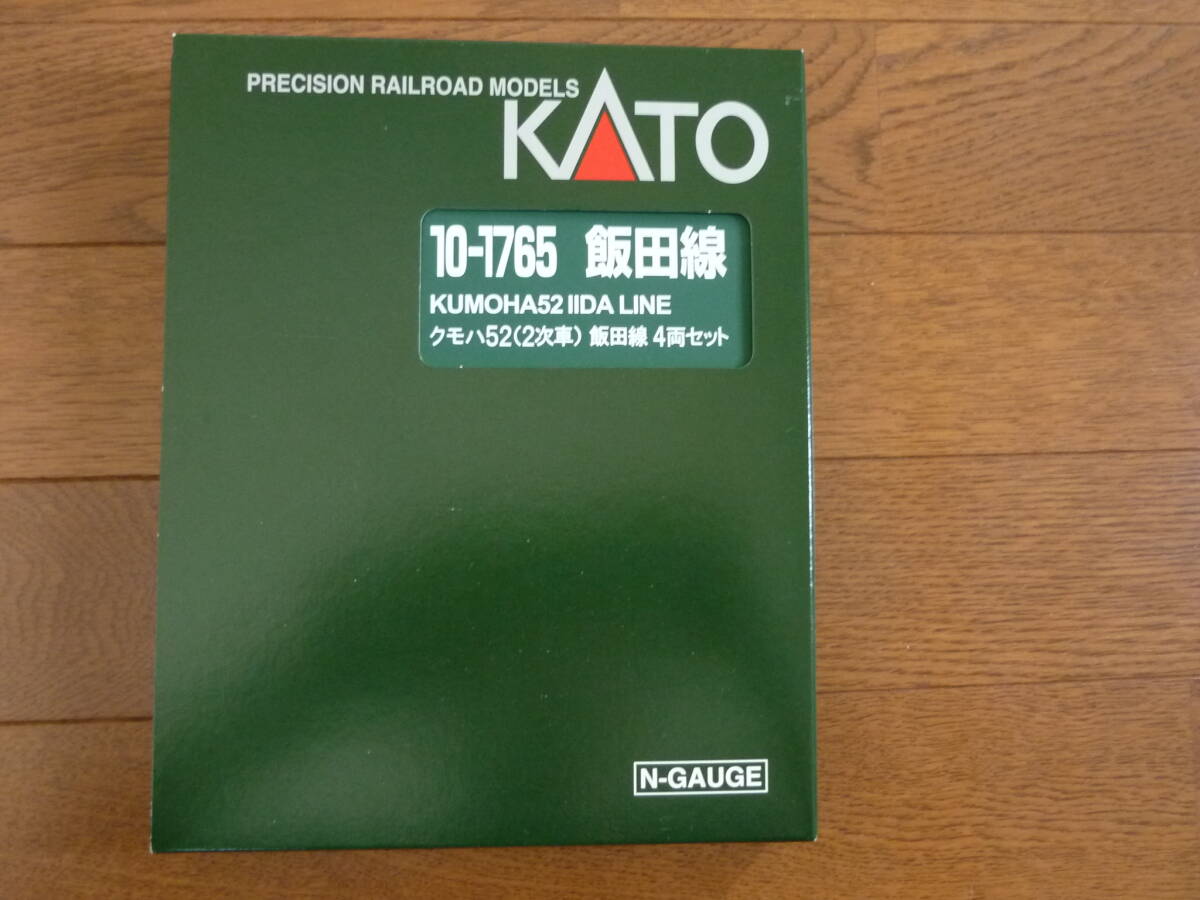 PRECISION RAILROAD MODELS
KATO
10-1765 飯田線
KUMOHA52 IIDA LINE
クモハ52(2次車) 飯田線 4両セット
N-GAUGE